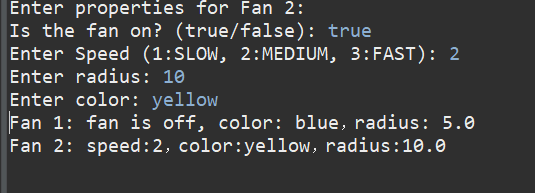 Enter properties for Fan 2:
Is the fan on? (true/false): true
Enter Speed (1:SLOW, 2:MEDIUM, 3:FAST): 2
Enter radius: 10
Enter color: yellow
Fan 1: fan is off, color: blue，radius: 5.0
Fan 2: speed:2，color:yellow，radius:10.0